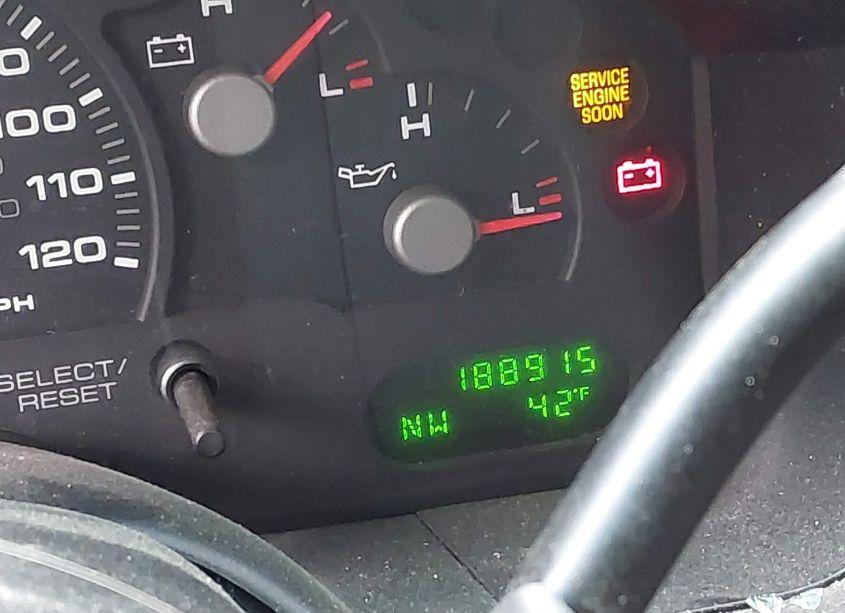 H
L
H
L
SERVICE
ENGINE
SOON
100
110
120
PH
SELECT/
RESET
188915
NW 42°F